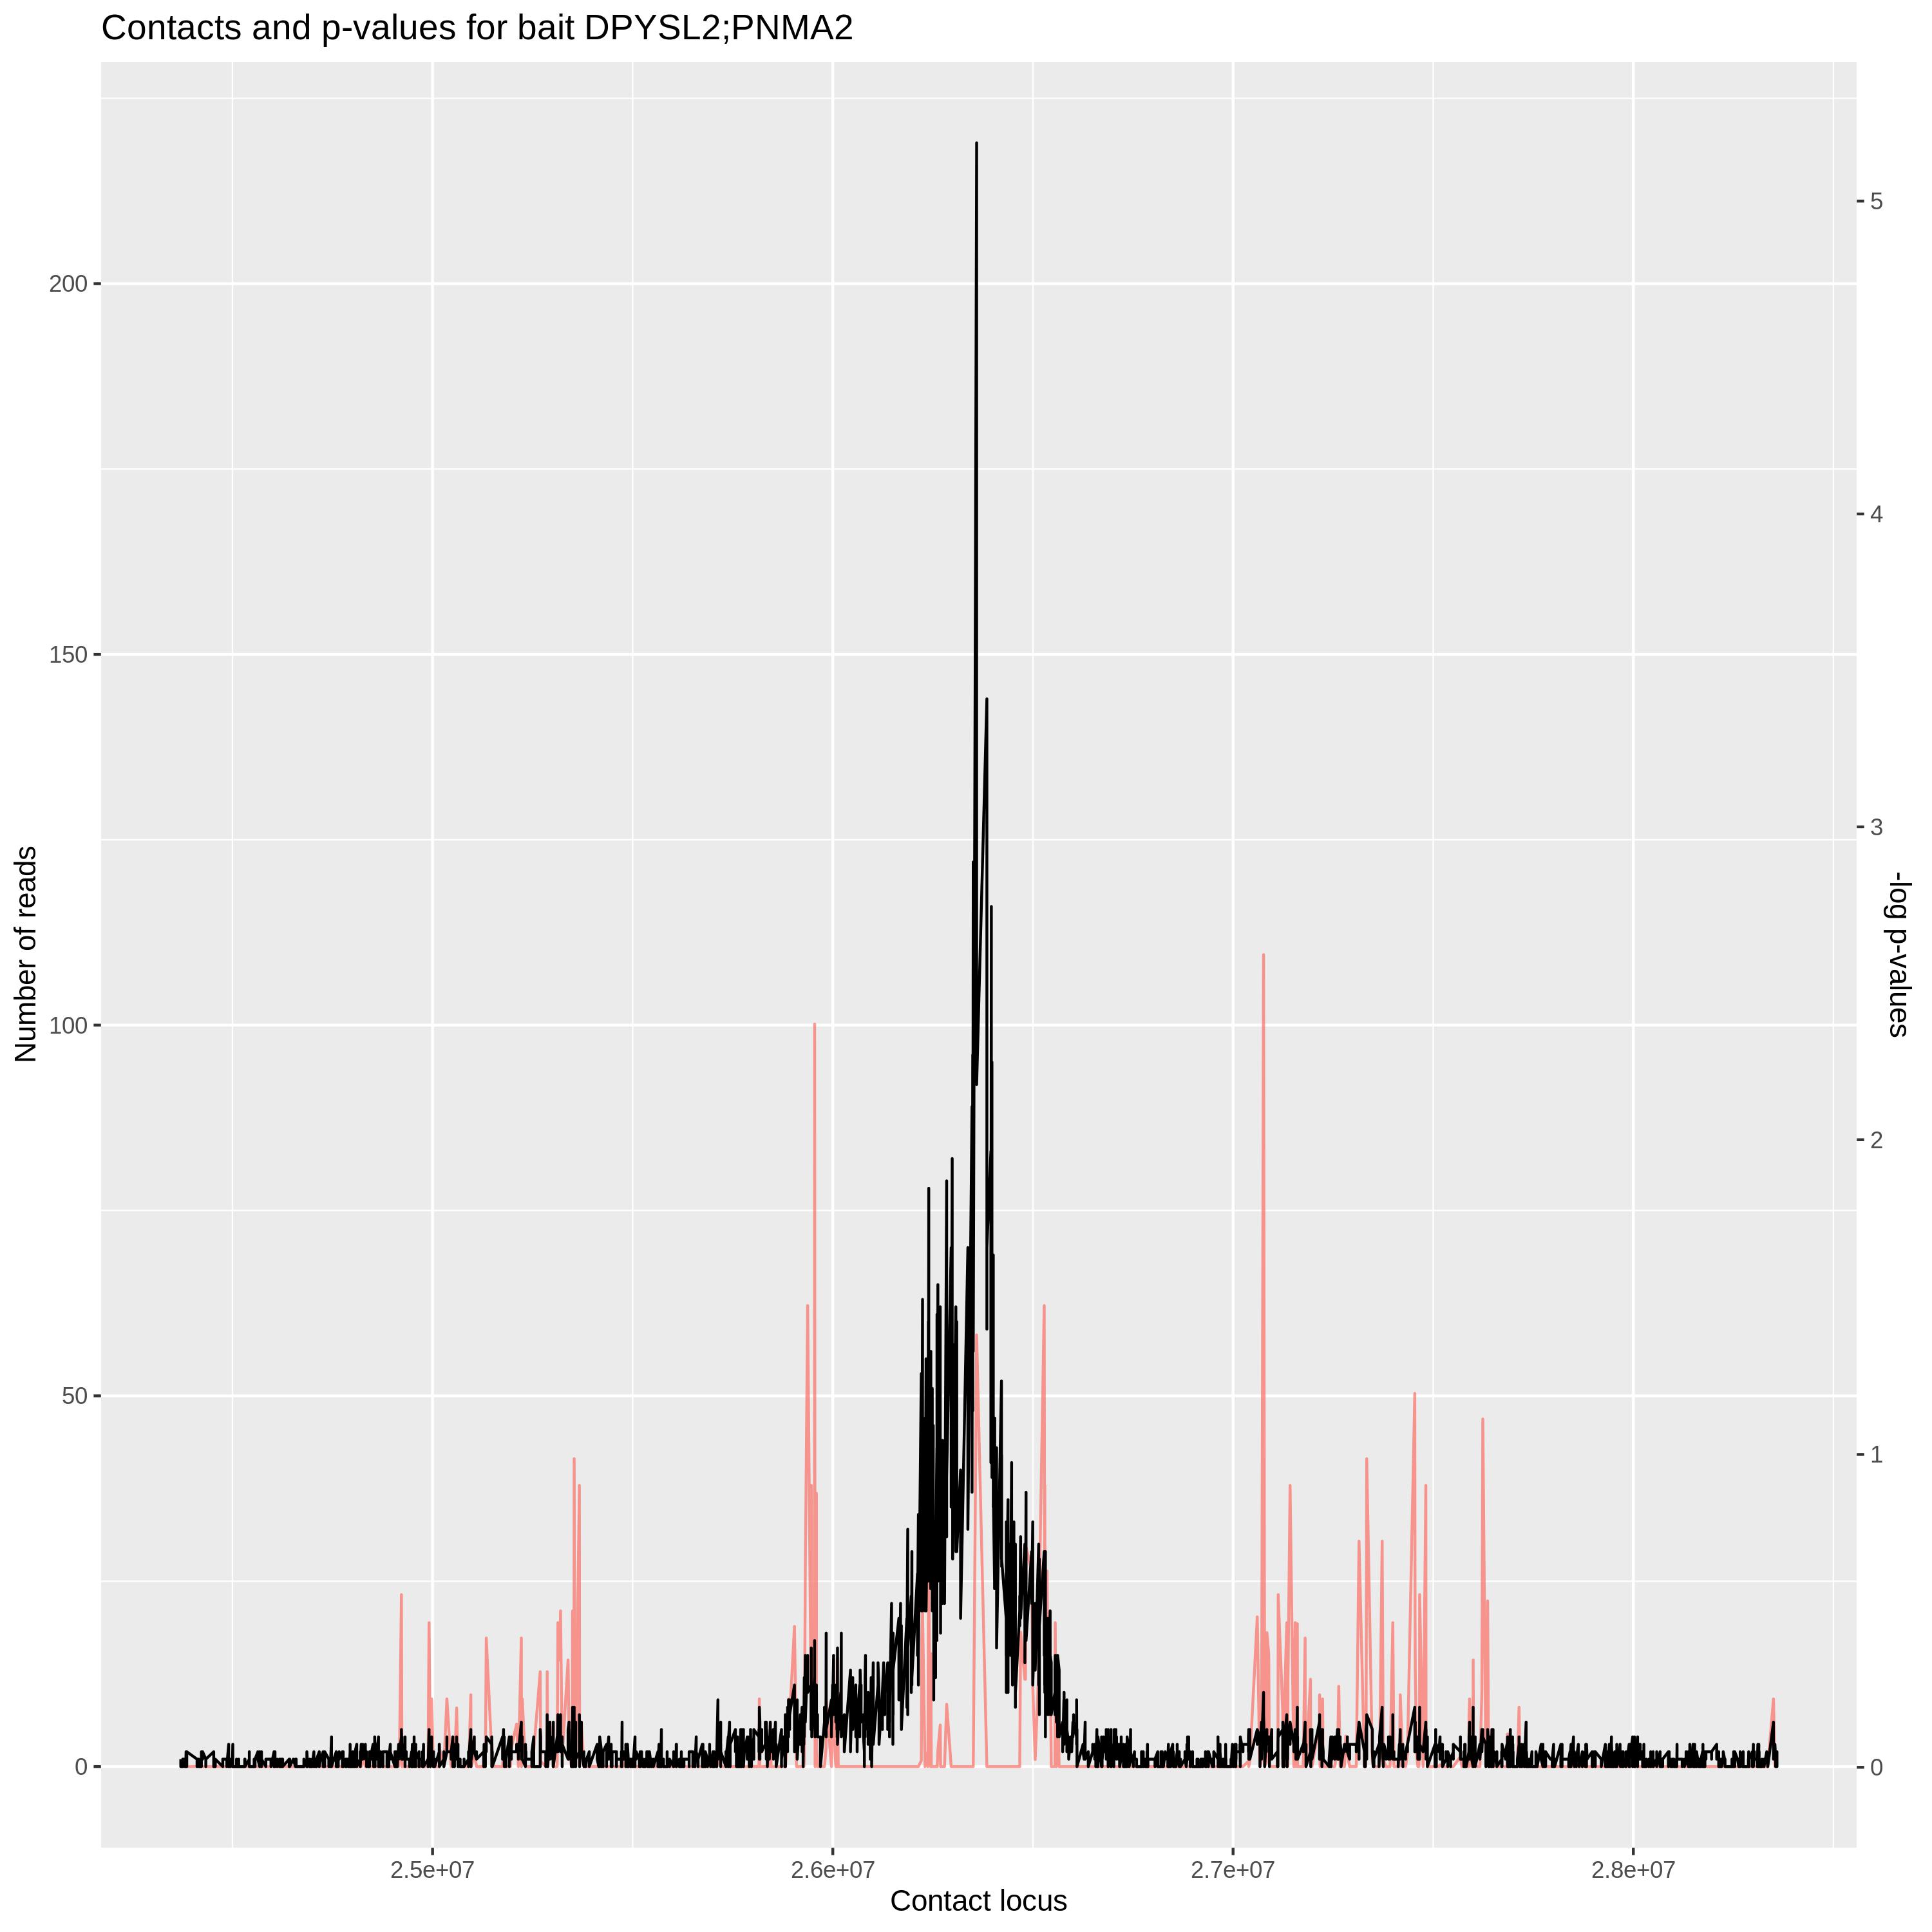 Contacts and p-values for bait DPYSL2;PNMA2
Number of reads
200
150
100
50
0
5
4
3
2
1
0
-log p-values
2.5e+07 2.6e+07 2.7e+07 2.8e+07
Contact locus